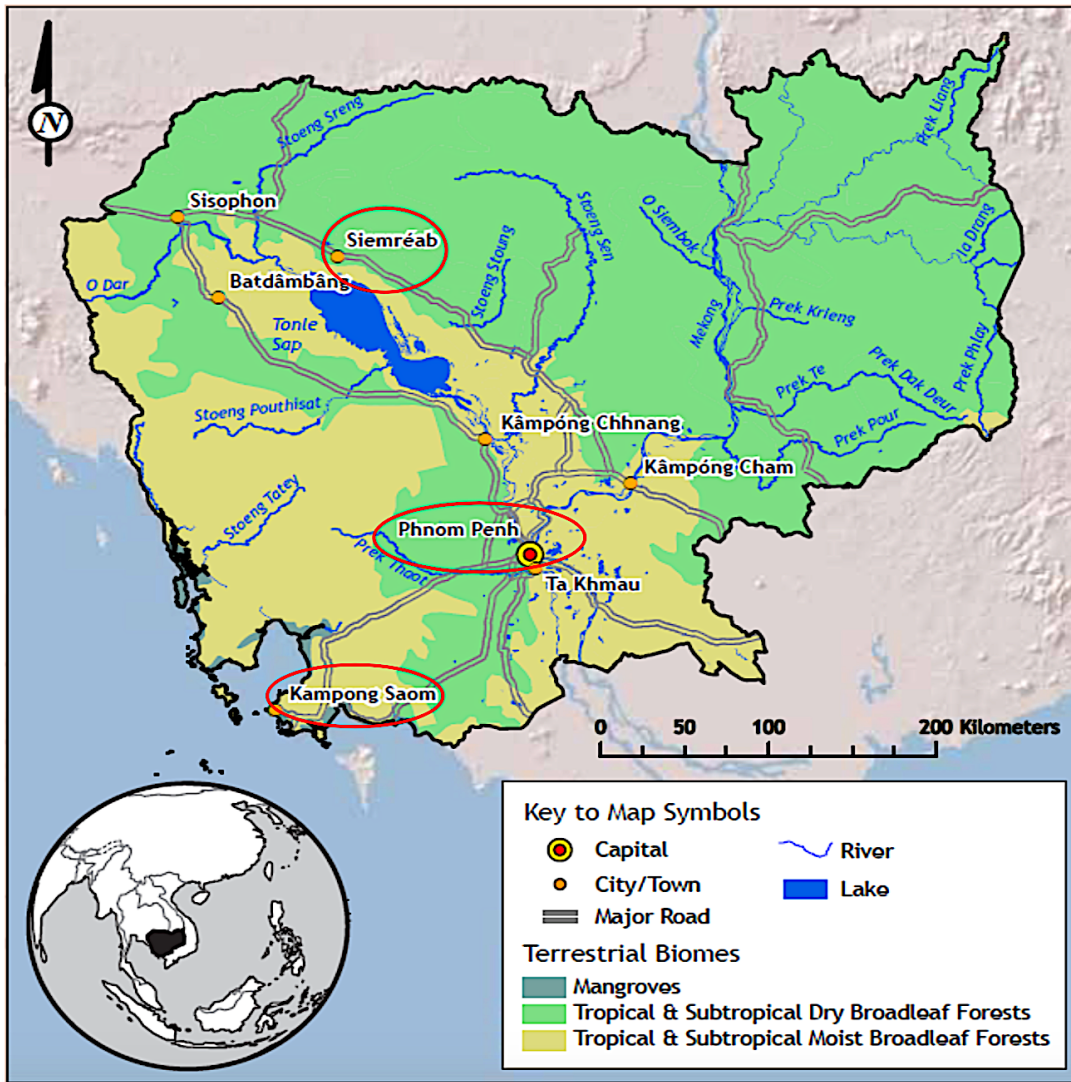 N
Stoeng Sreng
Prek Liang
Sisophon
O Siembok
Siemréab
Stoeng Sen
Ia Drang
Stoeng Stoung
O Dar
Batdâmbâng
Mekong
Prek Krieng
Tonle
Sap
Prek Phlay
Prek Te
Prek Dak Deur
Stoeng Pouthisat
Kâmpóng Chhnang
Prek Pour
Kâmpóng Cham
Stoeng Tatey
Phnom Penh
Prek Thaot
Ta Khmau
Kampong Saom
0 50 100 200 Kilometers
Key to Map Symbols
Capital
River
City/Town
Lake
Major Road
Terrestrial Biomes
Mangroves
Tropical & Subtropical Dry Broadleaf Forests
Tropical & Subtropical Moist Broadleaf Forests